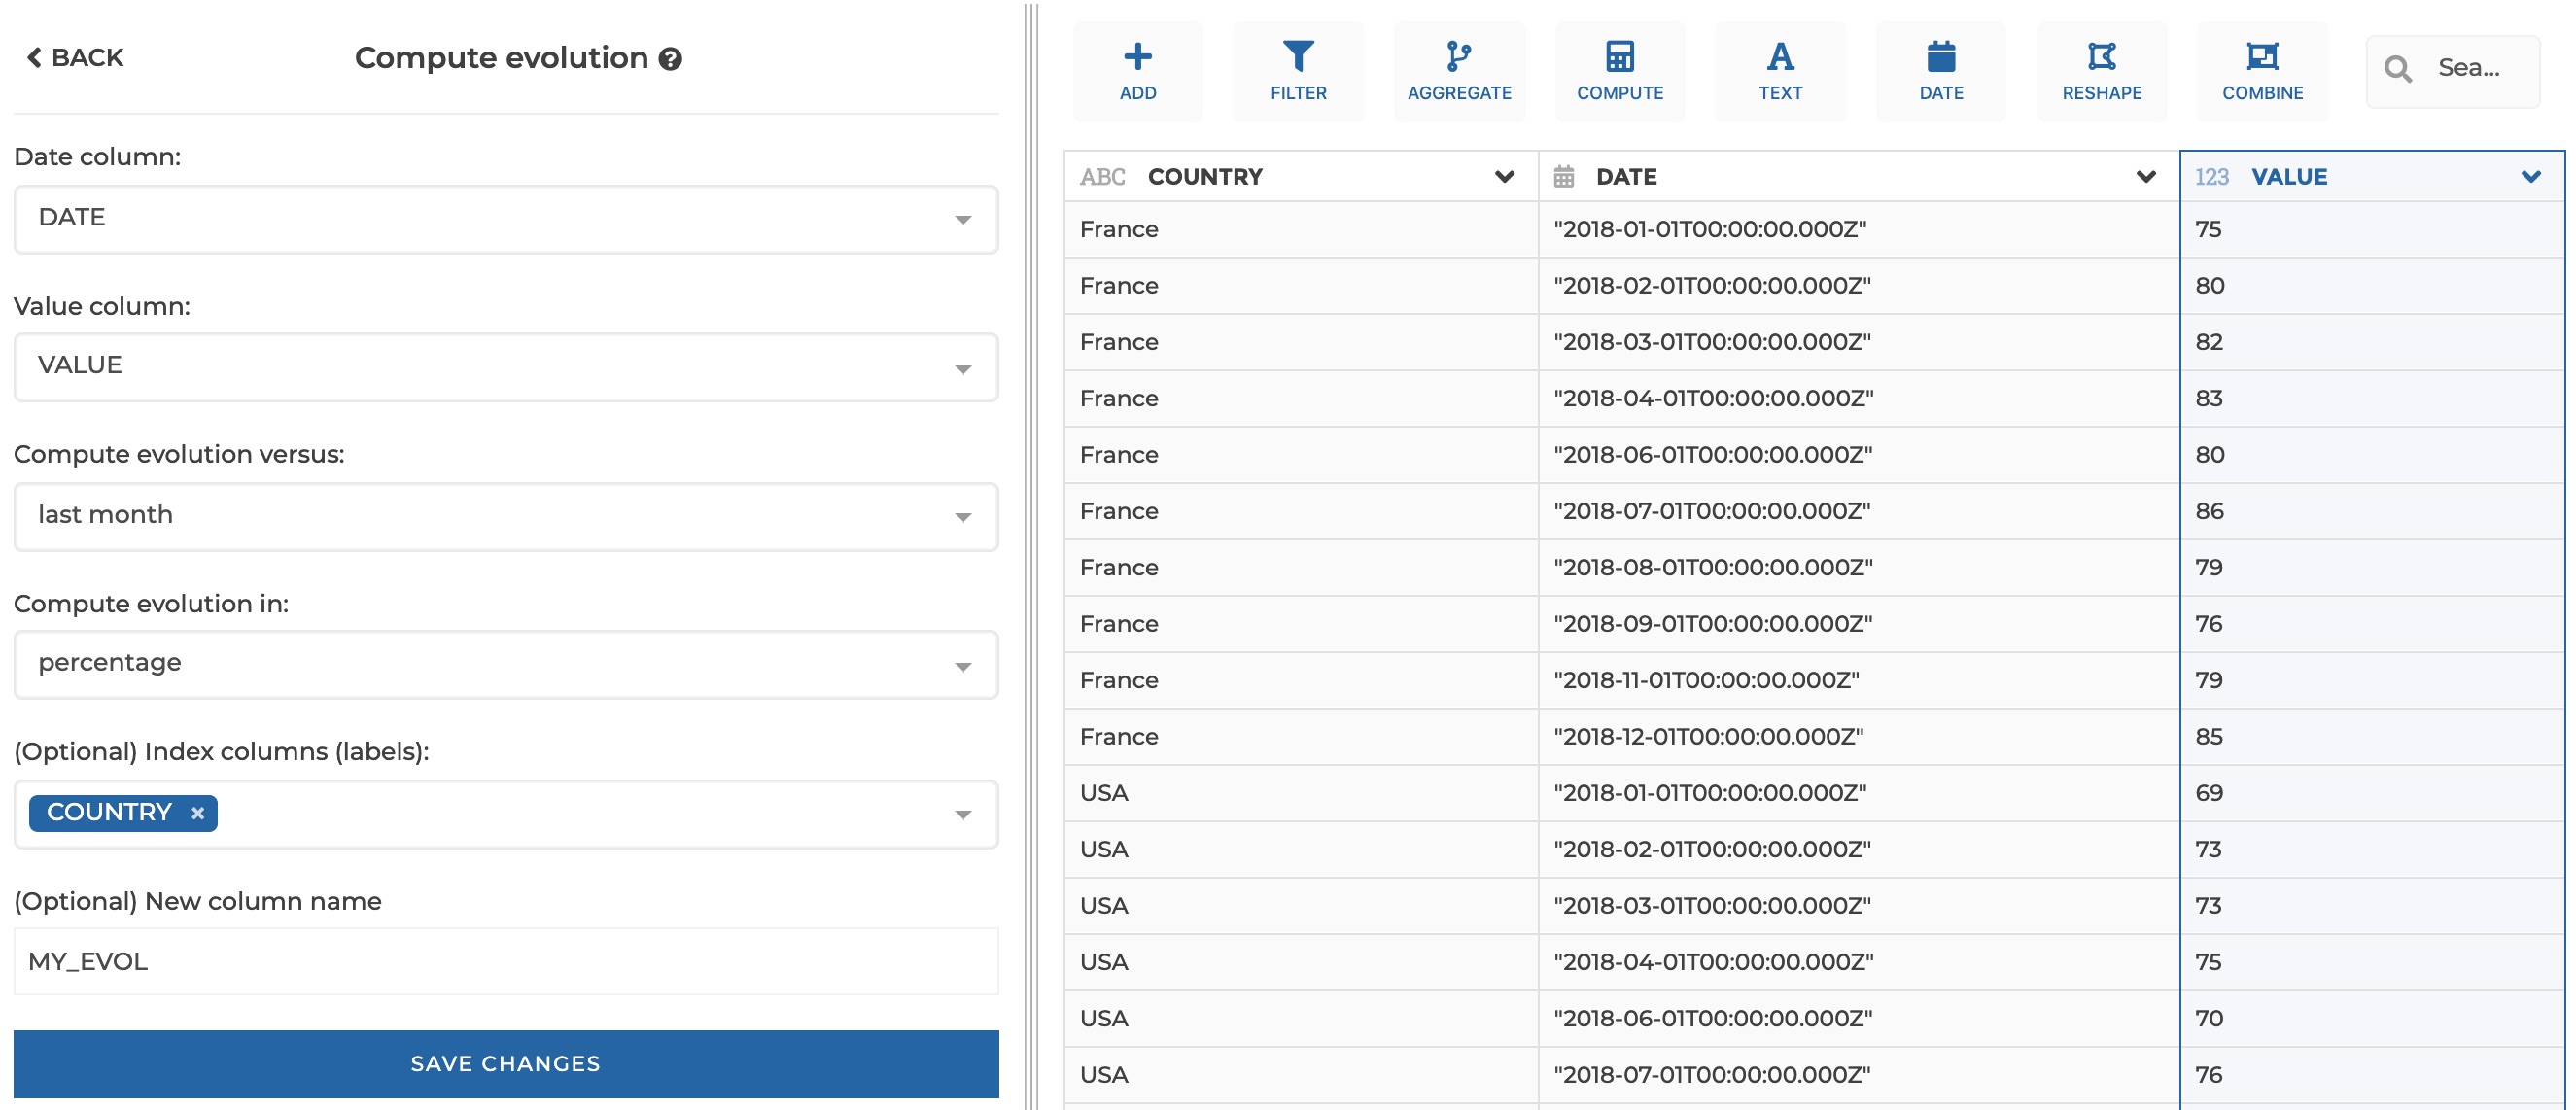 BACK
Compute evolution ?
Date column:
DATE
Value column:
VALUE
Compute evolution versus:
last month
Compute evolution in:
percentage
(Optional) Index columns (labels):
COUNTRY ×
(Optional) New column name
MY_EVOL
SAVE CHANGES
ADD FILTER AGGREGATE COMPUTE TEXT DATE RESHAPE COMBINE Sea...
ABC COUNTRY DATE 123 VALUE
France "2018-01-01T00:00:00.000Z" 75
France "2018-02-01T00:00:00.000Z" 80
France "2018-03-01T00:00:00.000Z" 82
France "2018-04-01T00:00:00.000Z" 83
France "2018-06-01T00:00:00.000Z" 80
France "2018-07-01T00:00:00.000Z" 86
France "2018-08-01T00:00:00.000Z" 79
France "2018-09-01T00:00:00.000Z" 76
France "2018-11-01T00:00:00.000Z" 79
France "2018-12-01T00:00:00.000Z" 85
USA "2018-01-01T00:00:00.000Z" 69
USA "2018-02-01T00:00:00.000Z" 73
USA "2018-03-01T00:00:00.000Z" 73
USA "2018-04-01T00:00:00.000Z" 75
USA "2018-06-01T00:00:00.000Z" 70
USA "2018-07-01T00:00:00.000Z" 76